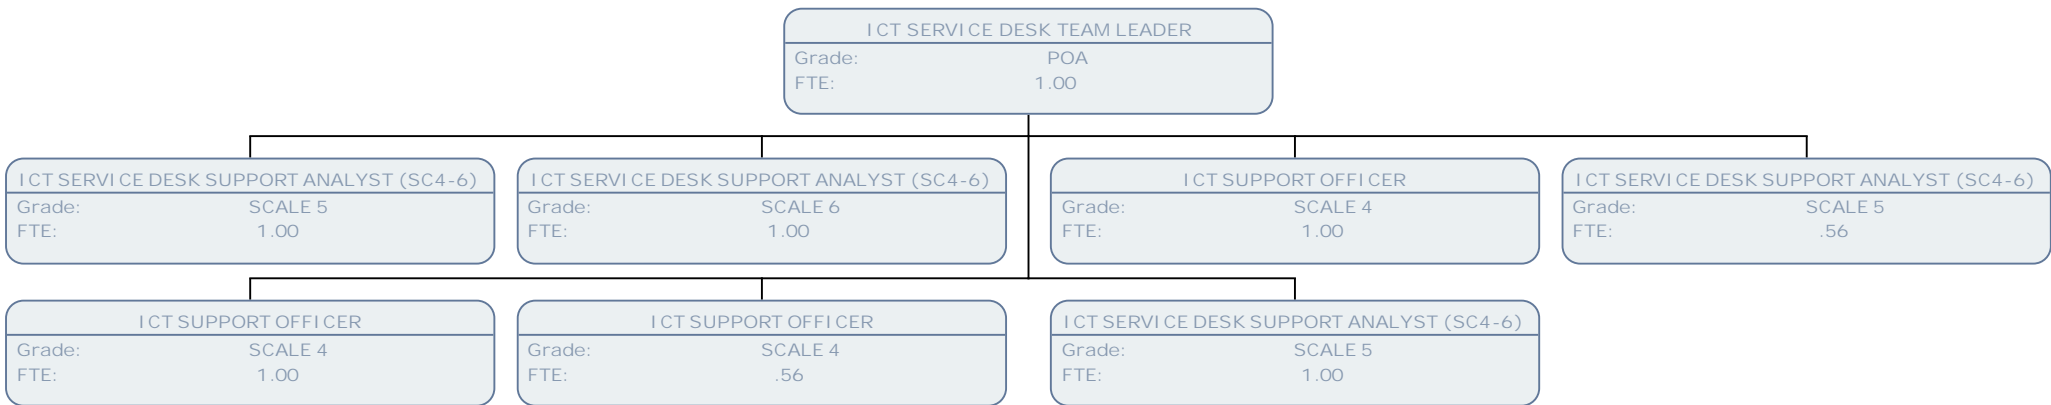 ICT SERVICE DESK TEAM LEADER
Grade: POA
FTE: 1.00
ICT SERVICE DESK SUPPORT ANALYST (SC4-6)
Grade: SCALE 5
FTE: 1.00
ICT SERVICE DESK SUPPORT ANALYST (SC4-6)
Grade: SCALE 6
FTE: 1.00
ICT SUPPORT OFFICER
Grade: SCALE 4
FTE: 1.00
ICT SERVICE DESK SUPPORT ANALYST (SC4-6)
Grade: SCALE 5
FTE: .56
ICT SUPPORT OFFICER
Grade: SCALE 4
FTE: 1.00
ICT SUPPORT OFFICER
Grade: SCALE 4
FTE: .56
ICT SERVICE DESK SUPPORT ANALYST (SC4-6)
Grade: SCALE 5
FTE: 1.00